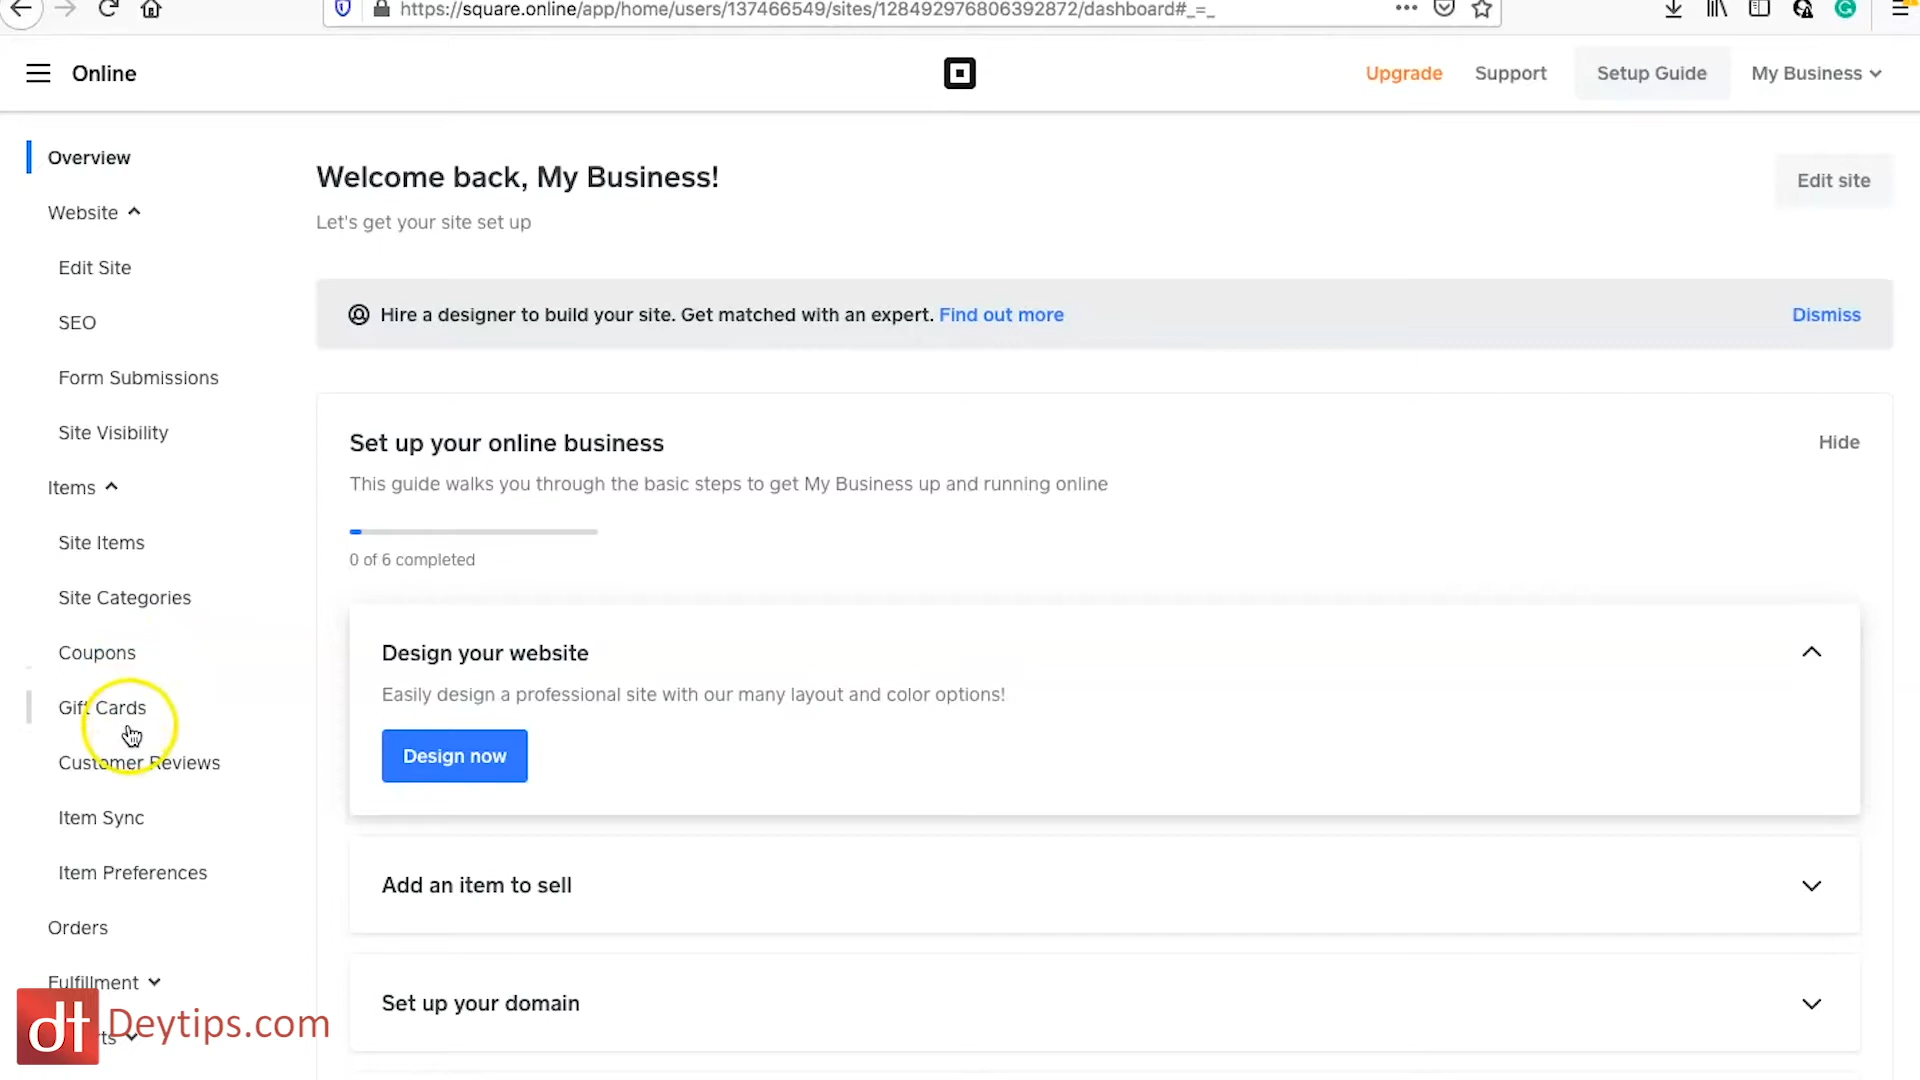 https://square.online/app/home/users/137466549/sites/128492976806392872/dashboard#_=_
Online
Upgrade
Support
Setup Guide
My Business
Overview
Website
Edit Site
SEO
Form Submissions
Site Visibility
Items
Site Items
Site Categories
Coupons
Gift Cards
Customer Reviews
Item Sync
Item Preferences
Orders
Fulfillment
Welcome back, My Business!
Edit site
Let's get your site set up
Hire a designer to build your site. Get matched with an expert. Find out more
Dismiss
Set up your online business
Hide
This guide walks you through the basic steps to get My Business up and running online
0 of 6 completed
Design your website
Easily design a professional site with our many layout and color options!
Design now
Add an item to sell
Set up your domain
dt Deytips.com